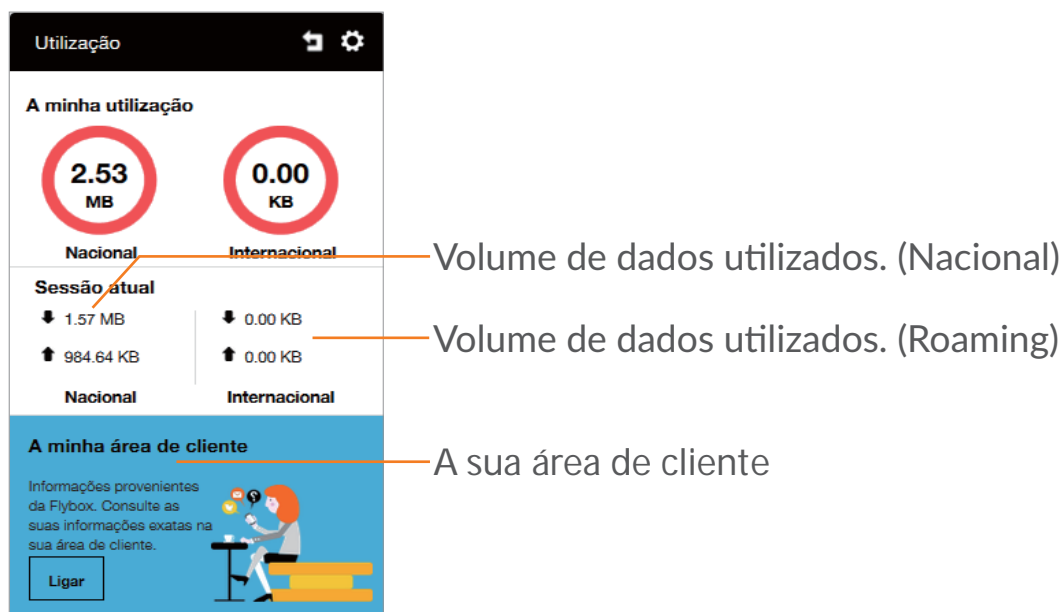 Utilização
A minha utilização
2.53
MB
0.00
KB
Nacional
Internacional
Volume de dados utilizados. (Nacional)
Sessão atual
1.57 MB
0.00 KB
Volume de dados utilizados. (Roaming)
984.64 KB
0.00 KB
Nacional
Internacional
A minha área de cliente
A sua área de cliente
Informações provenientes
da Flybox. Consulte as
suas informações exatas na
sua área de cliente.
Ligar